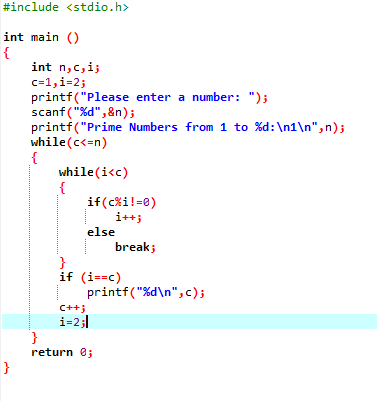 #include <stdio.h>
int main ()
{
int n,c,i;
c=1,i=2;
printf("Please enter a number: ");
scanf("%d",&n);
printf("Prime Numbers from 1 to %d:\n1\n",n);
while(c<=n)
{
while(i<c)
{
if(c%i!=0)
i++;
else
break;
}
if (i==c)
printf("%d\n",c);
c++;
i=2;
}
return 0;
}